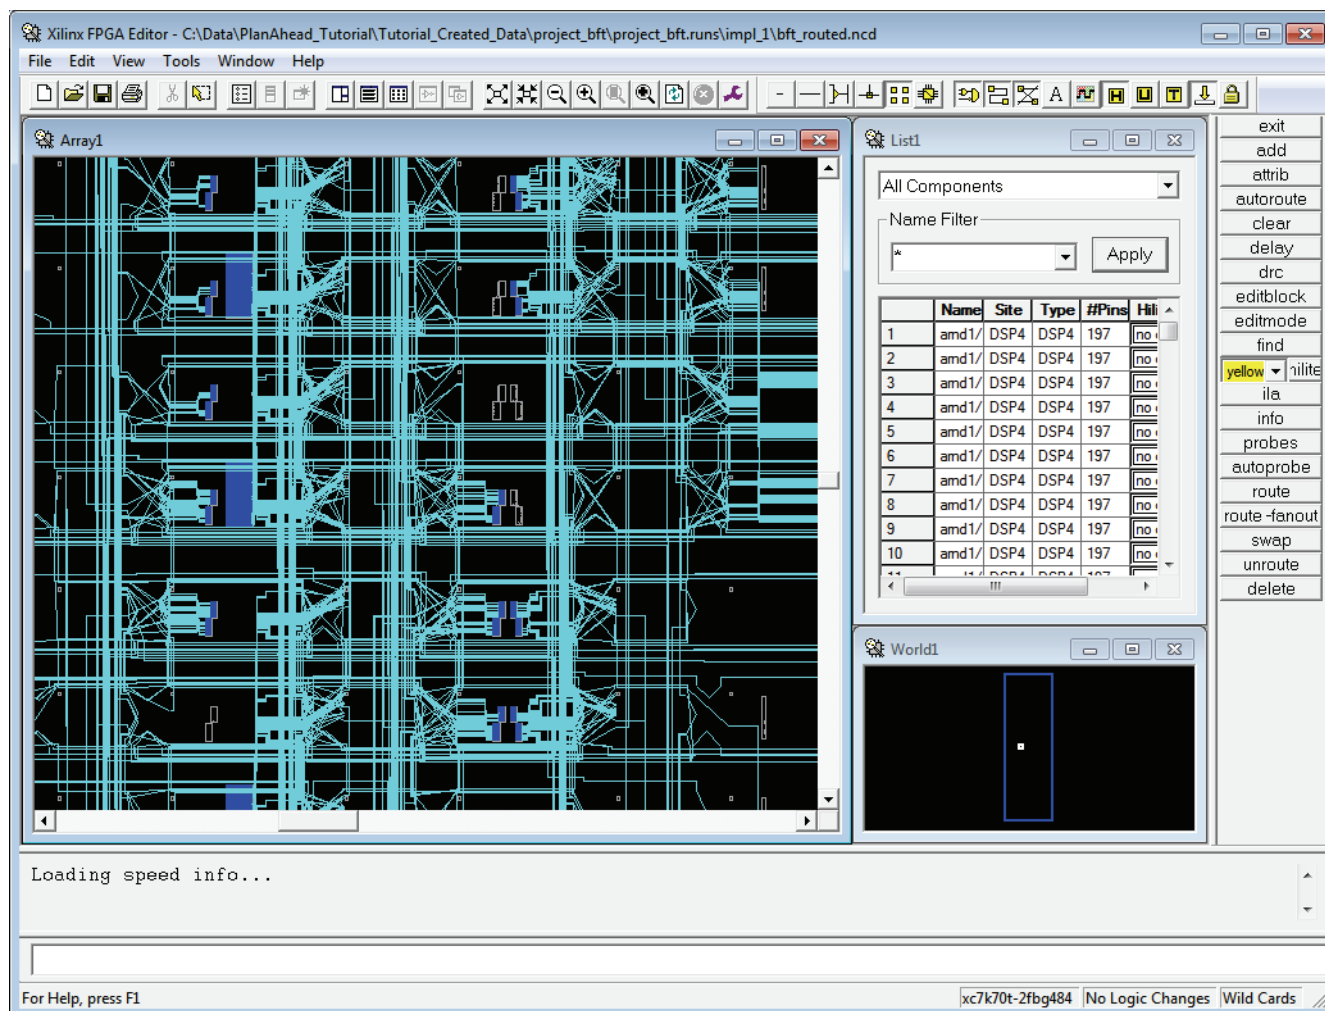 Xilinx FPGA Editor - C:\Data\PlanAhead_Tutorial\Tutorial_Created_Data\project_bft\project_bft.runs\impl_1\bft_routed.ncd
File Edit View Tools Window Help
A H U T
Array1
List1
All Components
Name Filter
*
Apply
Name Site Type #Pins Hili
1 amd1/ DSP4 DSP4 197 no
2 amd1/ DSP4 DSP4 197 no
3 amd1/ DSP4 DSP4 197 no
4 amd1/ DSP4 DSP4 197 no
5 amd1/ DSP4 DSP4 197 no
6 amd1/ DSP4 DSP4 197 no
7 amd1/ DSP4 DSP4 197 no
8 amd1/ DSP4 DSP4 197 no
9 amd1/ DSP4 DSP4 197 no
10 amd1/ DSP4 DSP4 197 no
World1
exit
add
attrib
autoroute
clear
delay
drc
editblock
editmode
find
yellow hilite
ila
info
probes
autoprobe
route
route -fanout
swap
unroute
delete
Loading speed info...
For Help, press F1
xc7k70t-2fbg484 No Logic Changes Wild Cards